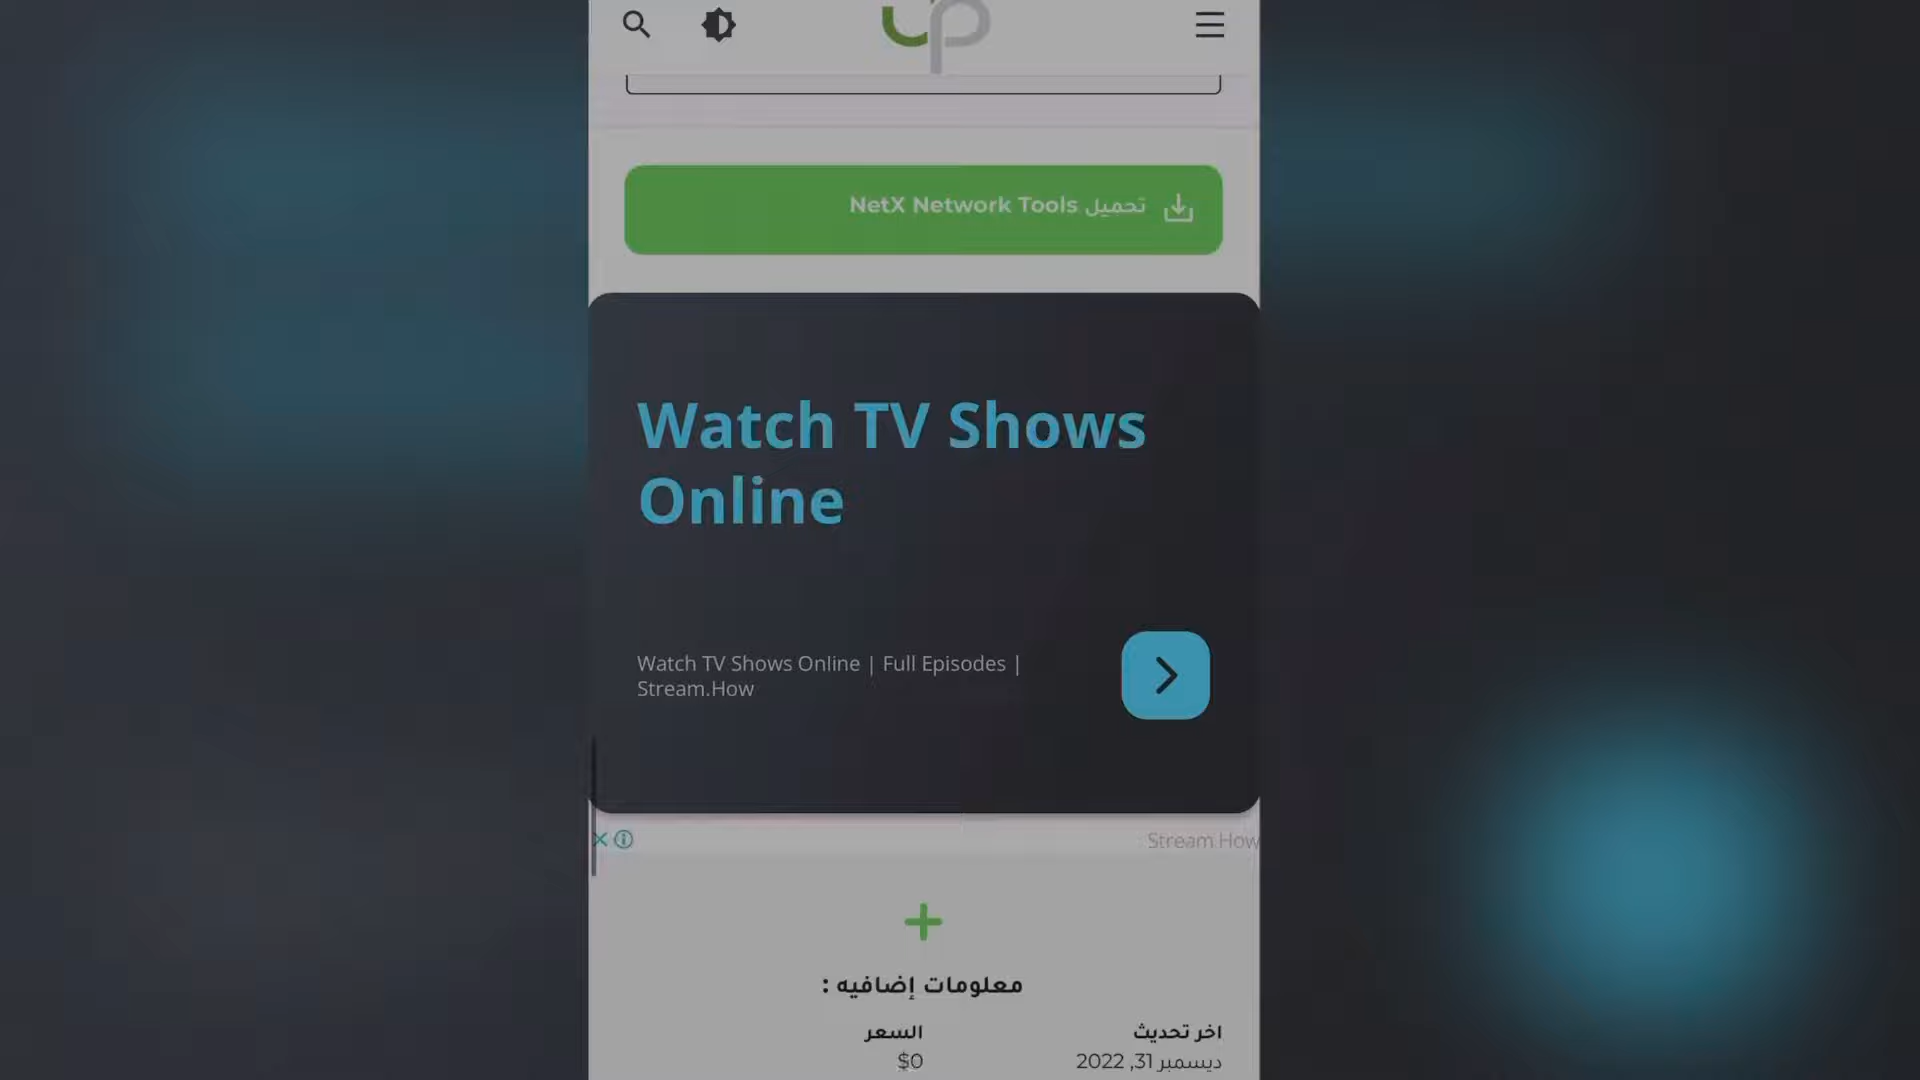 up
تحميل NetX Network Tools
Watch TV Shows
Online
Watch TV Shows Online | Full Episodes |
Stream.How
Stream.How
معلومات إضافيه :
اخر تحديث
ديسمبر 31, 2022
السعر
$0